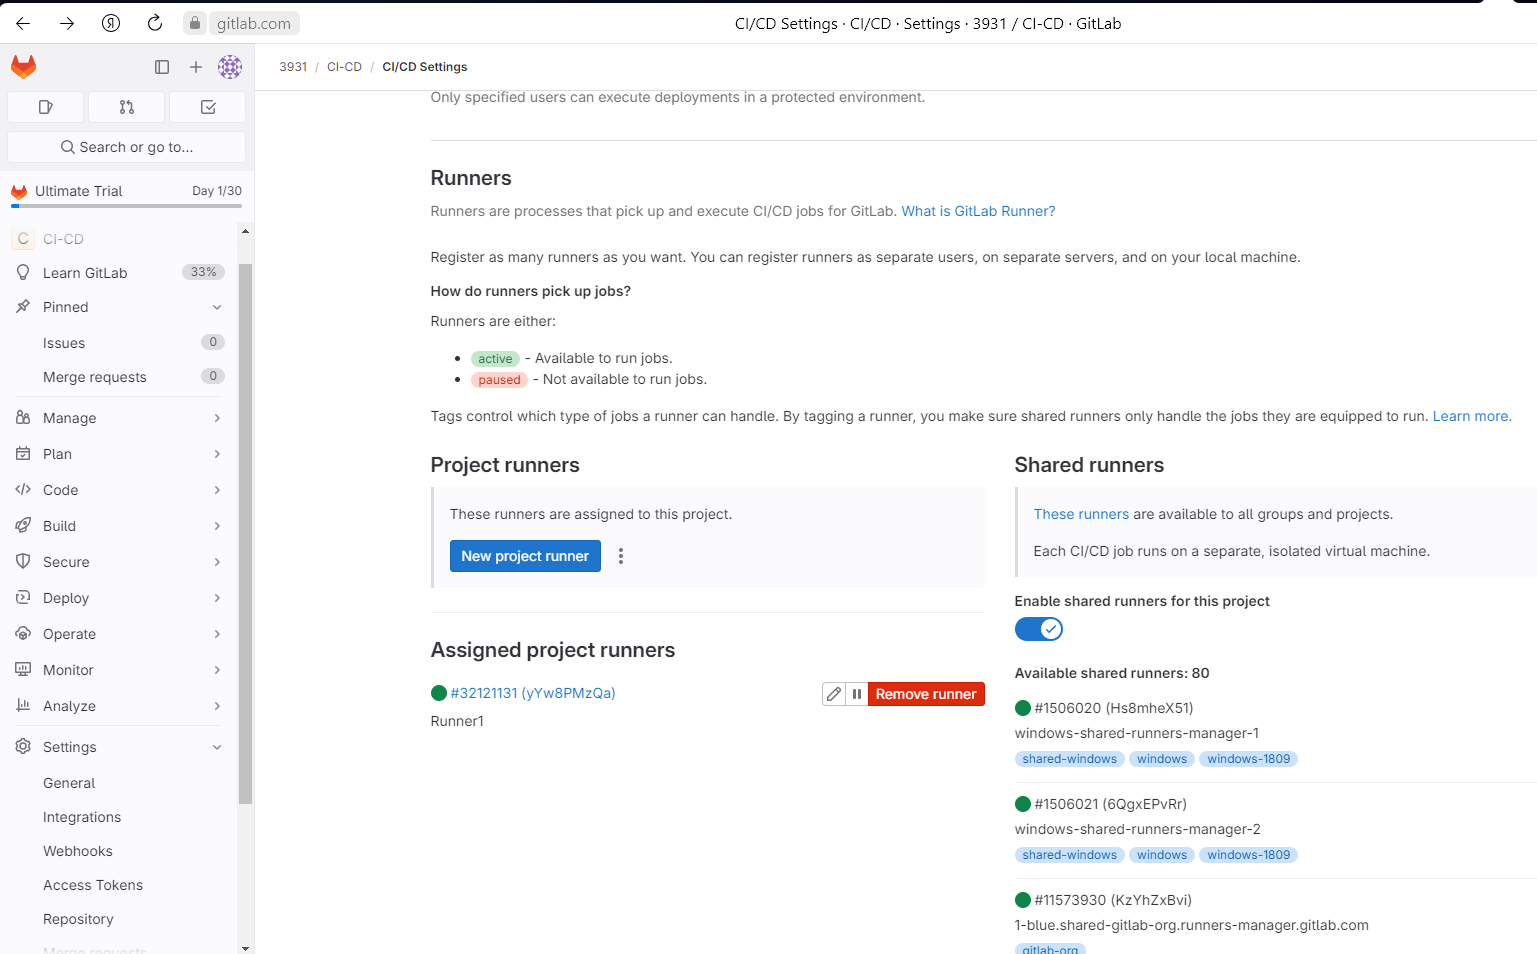 gitlab.com
CI/CD Settings · CI/CD · Settings · 3931 / CI-CD · GitLab
Search or go to...
Ultimate Trial
Day 1/30
C CI-CD
Learn GitLab
33%
Pinned
Issues
0
Merge requests
0
Manage
Plan
Code
Build
Secure
Deploy
Operate
Monitor
Analyze
Settings
General
Integrations
Webhooks
Access Tokens
Repository
Merge requests
3931 / CI-CD / CI/CD Settings
Only specified users can execute deployments in a protected environment.
Runners
Runners are processes that pick up and execute CI/CD jobs for GitLab. What is GitLab Runner?
Register as many runners as you want. You can register runners as separate users, on separate servers, and on your local machine.
How do runners pick up jobs?
Runners are either:
• active - Available to run jobs.
• paused - Not available to run jobs.
Tags control which type of jobs a runner can handle. By tagging a runner, you make sure shared runners only handle the jobs they are equipped to run. Learn more.
Project runners
These runners are assigned to this project.
New project runner
Assigned project runners
#32121131 (yYw8PMzQa)
Remove runner
Runner1
Shared runners
These runners are available to all groups and projects.
Each CI/CD job runs on a separate, isolated virtual machine.
Enable shared runners for this project
Available shared runners: 80
#1506020 (Hs8mheX51)
windows-shared-runners-manager-1
shared-windows windows windows-1809
#1506021 (6QgxEPvRr)
windows-shared-runners-manager-2
shared-windows windows windows-1809
#11573930 (KzYhZxBvi)
1-blue.shared-gitlab-org.runners-manager.gitlab.com
gitlab-org